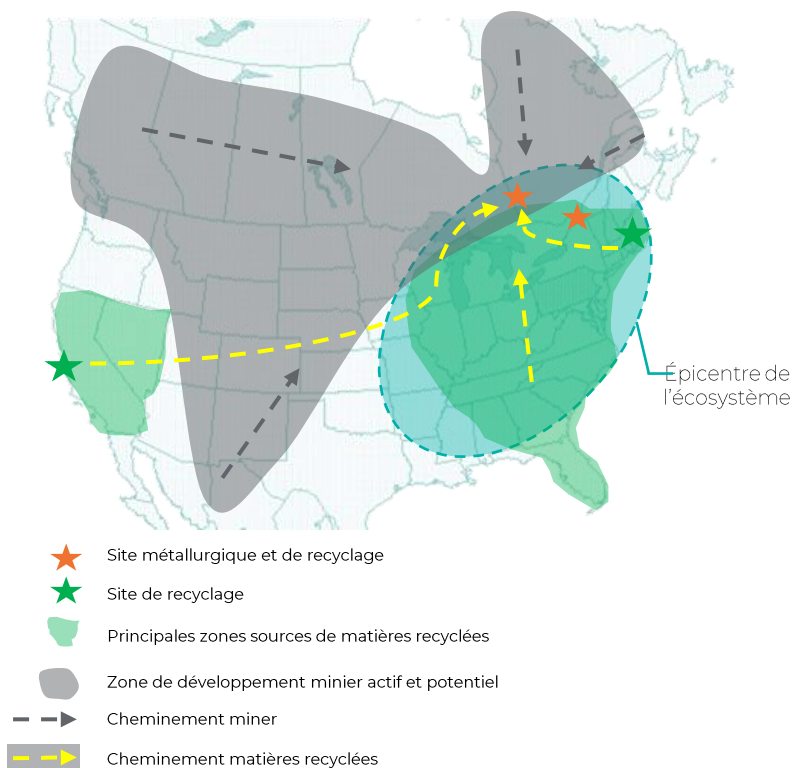 Épicentre de
l'écosystème
Site métallurgique et de recyclage
Site de recyclage
Principales zones sources de matières recyclées
Zone de développement minier actif et potentiel
Cheminement miner
Cheminement matières recyclées